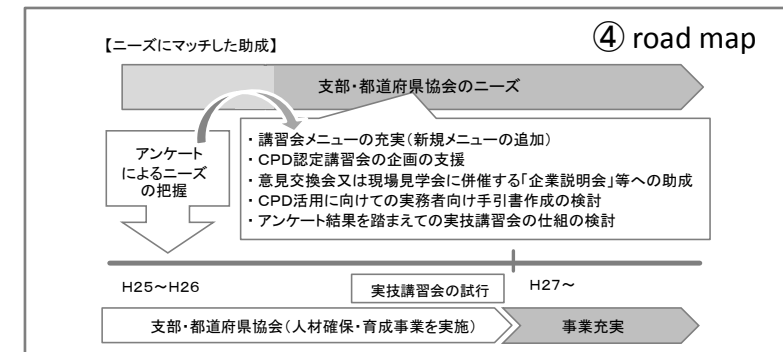 ④ road map
【ニーズにマッチした助成】
支部・都道府県協会のニーズ
アンケート
によるニーズ
の把握
・講習会メニューの充実(新規メニューの追加)
・CPD認定講習会の企画の支援
・意見交換会又は現場見学会に併催する「企業説明会」等への助成
・CPD活用に向けての実務者向け手引書作成の検討
・アンケート結果を踏まえての実技講習会の仕組の検討
H25～H26
実技講習会の試行
H27～
支部・都道府県協会(人材確保・育成事業を実施)
事業充実